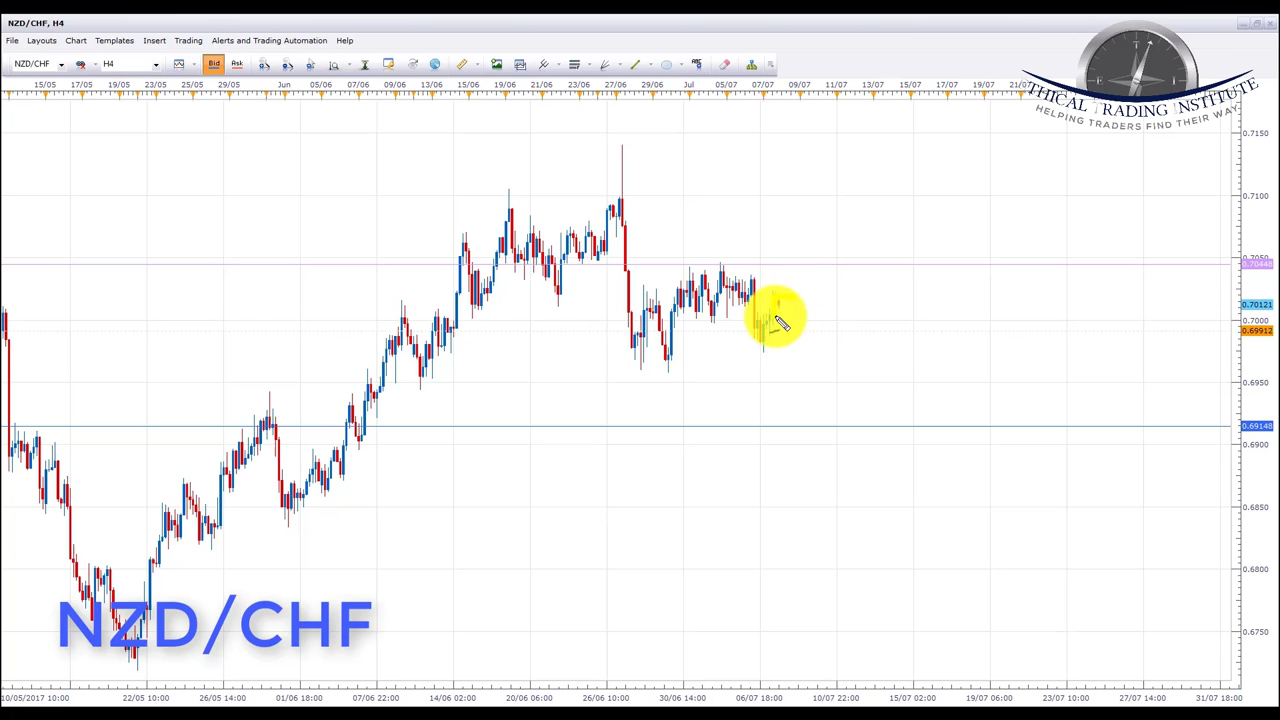 NZD/CHF, H4
File Layouts Chart Templates Insert Trading Alerts and Trading Automation Help
NZD/CHF H4 Bid Ask
THICAL TRADING INSTITUTE
HELPING TRADERS FIND THEIR WAY
15/05 17/05 19/05 23/05 25/05 29/05 Jun 05/06 07/06 09/06 13/06 15/06 19/06 21/06 23/06 27/06 29/06 Jul 05/07 07/07 09/07 11/07 13/07 17/07 19/07 21/0
0.7150
0.7100
0.7050
0.70448
0.70121
0.7000
0.69912
0.6950
0.69148
0.6900
0.6850
0.6800
0.6750
NZD/CHF
10/05/2017 10:00 22/05 10:00 26/05 14:00 01/06 18:00 07/06 22:00 14/06 02:00 20/06 06:00 26/06 10:00 30/06 14:00 06/07 18:00 10/07 22:00 15/07 02:00 19/07 06:00 23/07 10:00 27/07 14:00 31/07 18:00